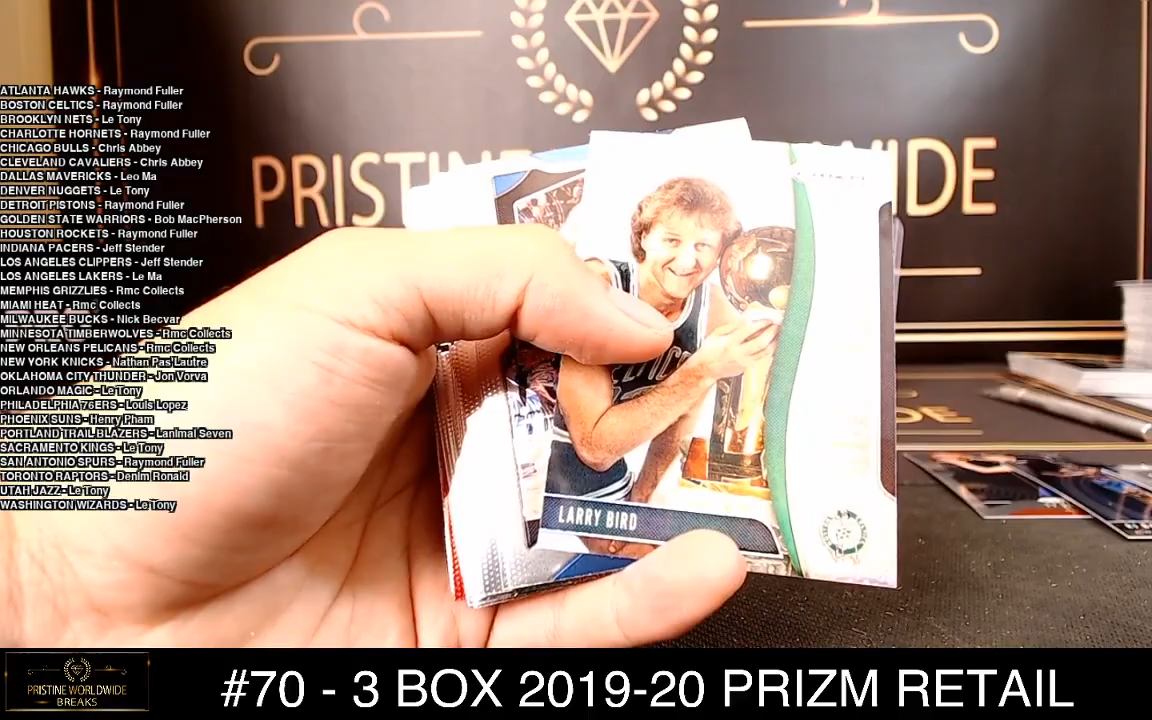 ATLANTA HAWKS - Raymond Fuller
BOSTON CELTICS - Raymond Fuller
BROOKLYN NETS - Le Tony
CHARLOTTE HORNETS - Raymond Fuller
CHICAGO BULLS - Chris Abbey
CLEVELAND CAVALIERS - Chris Abbey
DALLAS MAVERICKS - Leo Ma
DENVER NUGGETS - Le Tony
DETROIT PISTONS - Raymond Fuller
GOLDEN STATE WARRIORS - Bob MacPherson
HOUSTON ROCKETS - Raymond Fuller
INDIANA PACERS - Jeff Stender
LOS ANGELES CLIPPERS - Jeff Stender
LOS ANGELES LAKERS - Le Ma
MEMPHIS GRIZZLIES - Rmc Collects
MIAMI HEAT - Rmc Collects
MILWAUKEE BUCKS - Nick Becvar
MINNESOTA TIMBERWOLVES - Rmc Collects
NEW ORLEANS PELICANS - Rmc Collects
NEW YORK KNICKS - Nathan Pas'Lautre
OKLAHOMA CITY THUNDER - Jon Vorva
ORLANDO MAGIC - Le Tony
PHILADELPHIA 76ERS - Louis Lopez
PHOENIX SUNS - Henry Pham
PORTLAND TRAIL BLAZERS - Lanimal Seven
SACRAMENTO KINGS - Le Tony
SAN ANTONIO SPURS - Raymond Fuller
TORONTO RAPTORS - Denim Ronald
UTAH JAZZ - Le Tony
WASHINGTON WIZARDS - Le Tony
PRISTINE
WIDE
LARRY BIRD
PRISTINE WORLDWIDE
BREAKS
#70 - 3 BOX 2019-20 PRIZM RETAIL